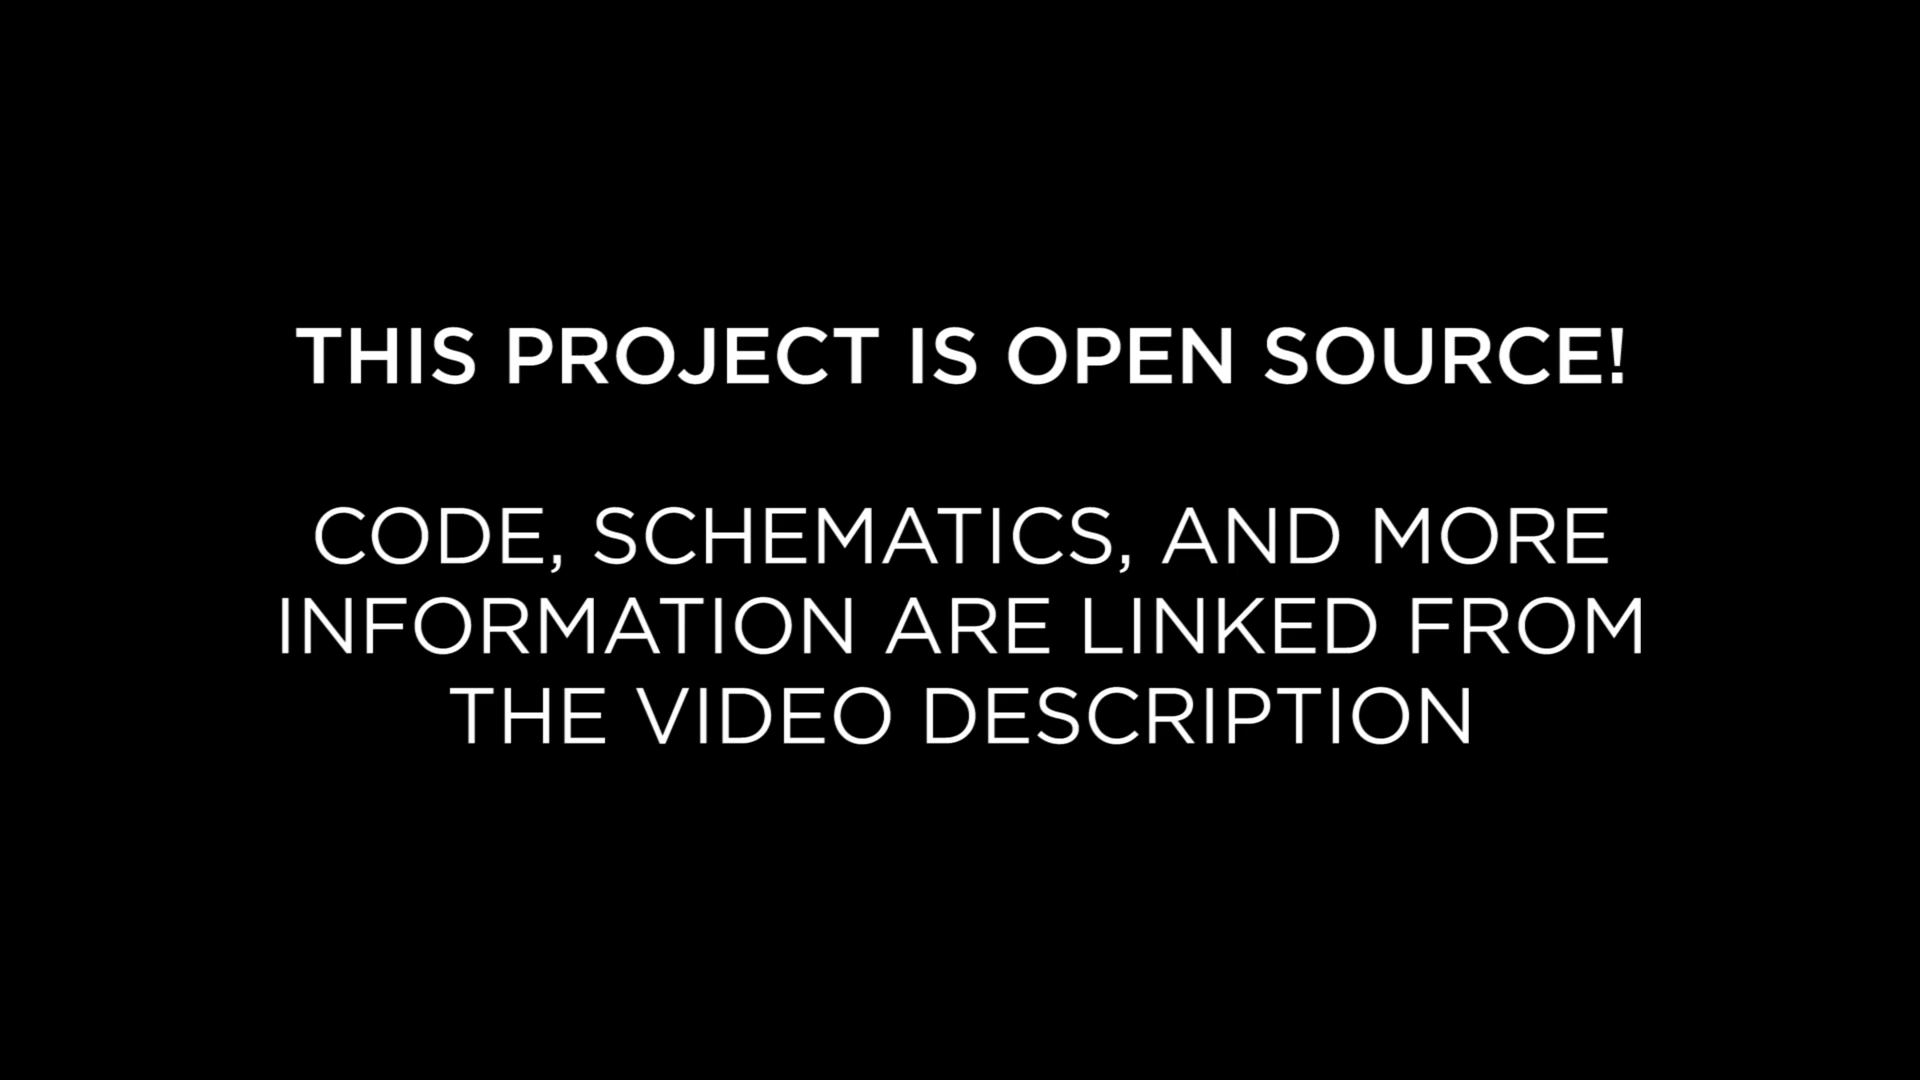 THIS PROJECT IS OPEN SOURCE!
CODE, SCHEMATICS, AND MORE
INFORMATION ARE LINKED FROM
THE VIDEO DESCRIPTION